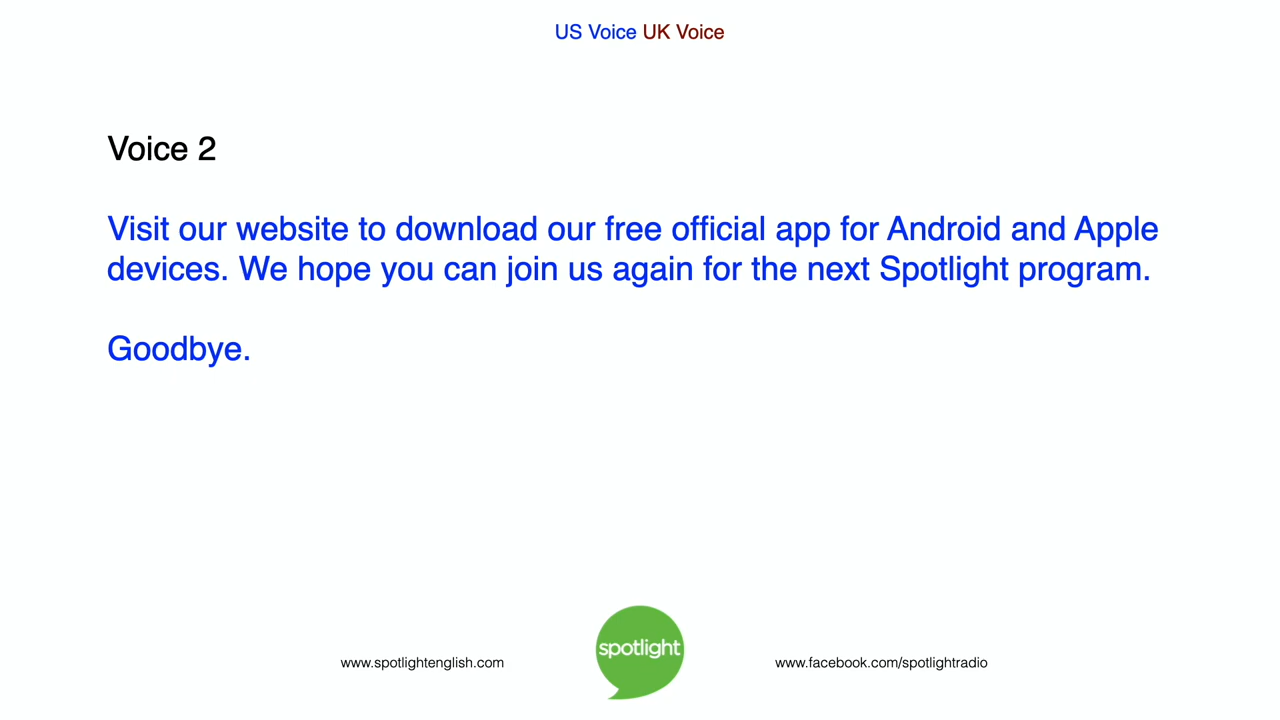 US Voice UK Voice
Voice 2
Visit our website to download our free official app for Android and Apple
devices. We hope you can join us again for the next Spotlight program.
Goodbye.
spotlight
www.spotlightenglish.com
www.facebook.com/spotlightradio